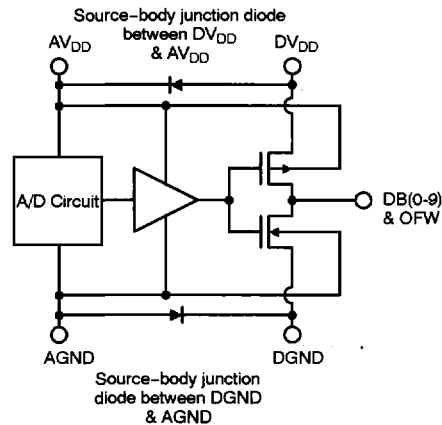 Source–body junction diode
between DVDD
& AVDD
AVDD
DVDD
A/D Circuit
DB(0-9)
& OFW
AGND
DGND
Source–body junction
diode between DGND
& AGND